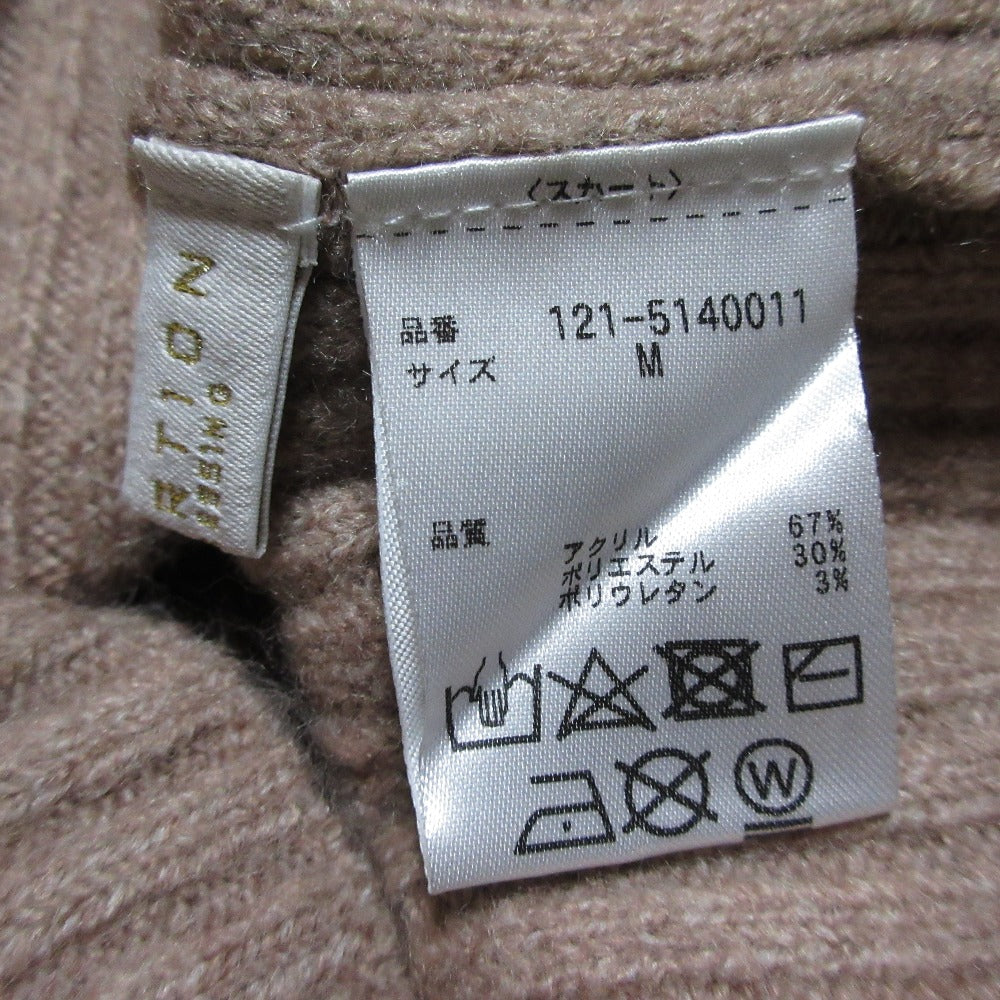 RTION
〈スカート〉
品番 121-5140011
サイズ M
品質 アクリル 67%
ポリエステル 30%
ポリウレタン 3%
W